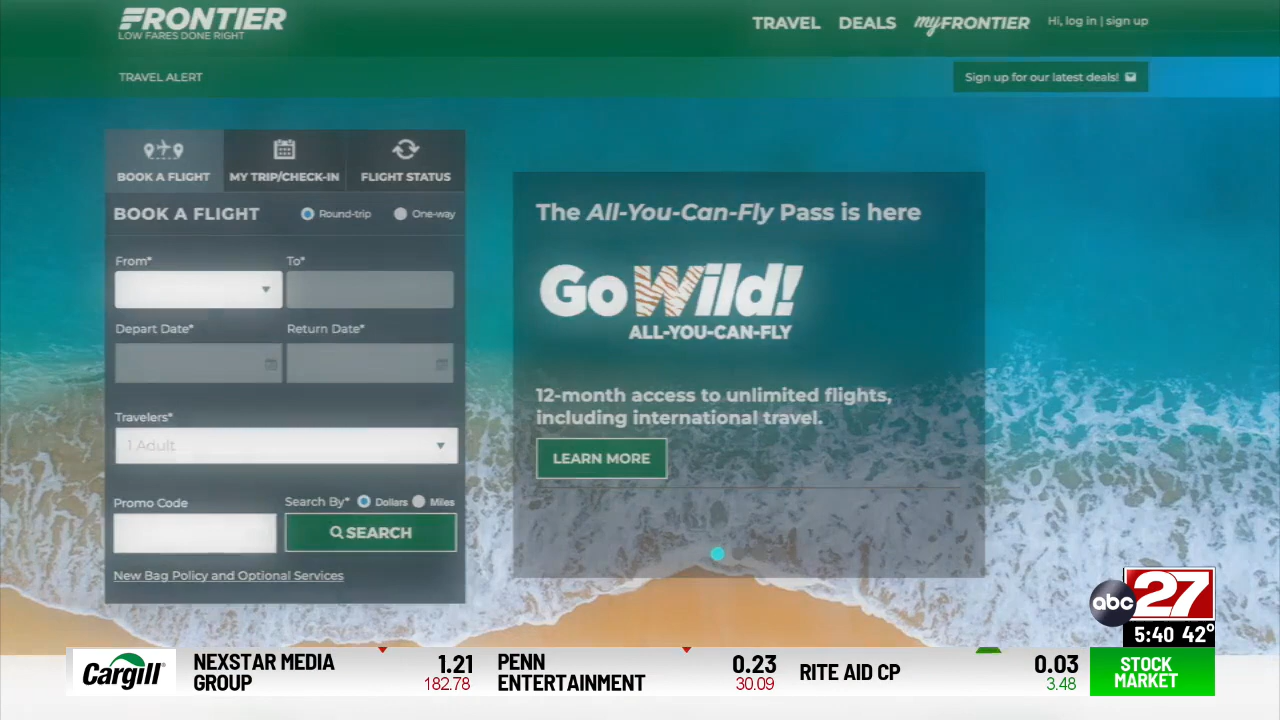 FRONTIER
LOW FARES DONE RIGHT
TRAVEL DEALS myFRONTIER Hi, log in | sign up
TRAVEL ALERT
Sign up for our latest deals!
BOOK A FLIGHT MY TRIP/CHECK-IN FLIGHT STATUS
BOOK A FLIGHT Round-trip One-way
From* To*
Depart Date* Return Date*
Travelers*
1 Adult
Promo Code Search By* Dollars Miles
SEARCH
New Bag Policy and Optional Services
The All-You-Can-Fly Pass is here
GoWild!
ALL-YOU-CAN-FLY
12-month access to unlimited flights,
including international travel.
LEARN MORE
abc 27
5:40 42°
Cargill
NEXSTAR MEDIA
GROUP
1.21
182.78
PENN
ENTERTAINMENT
0.23
30.09
RITE AID CP
0.03
3.48
STOCK
MARKET